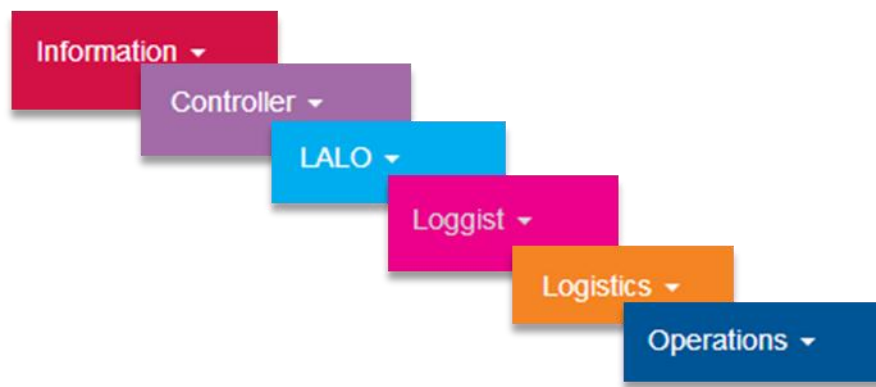 Information
Controller
LALO
Loggist
Logistics
Operations